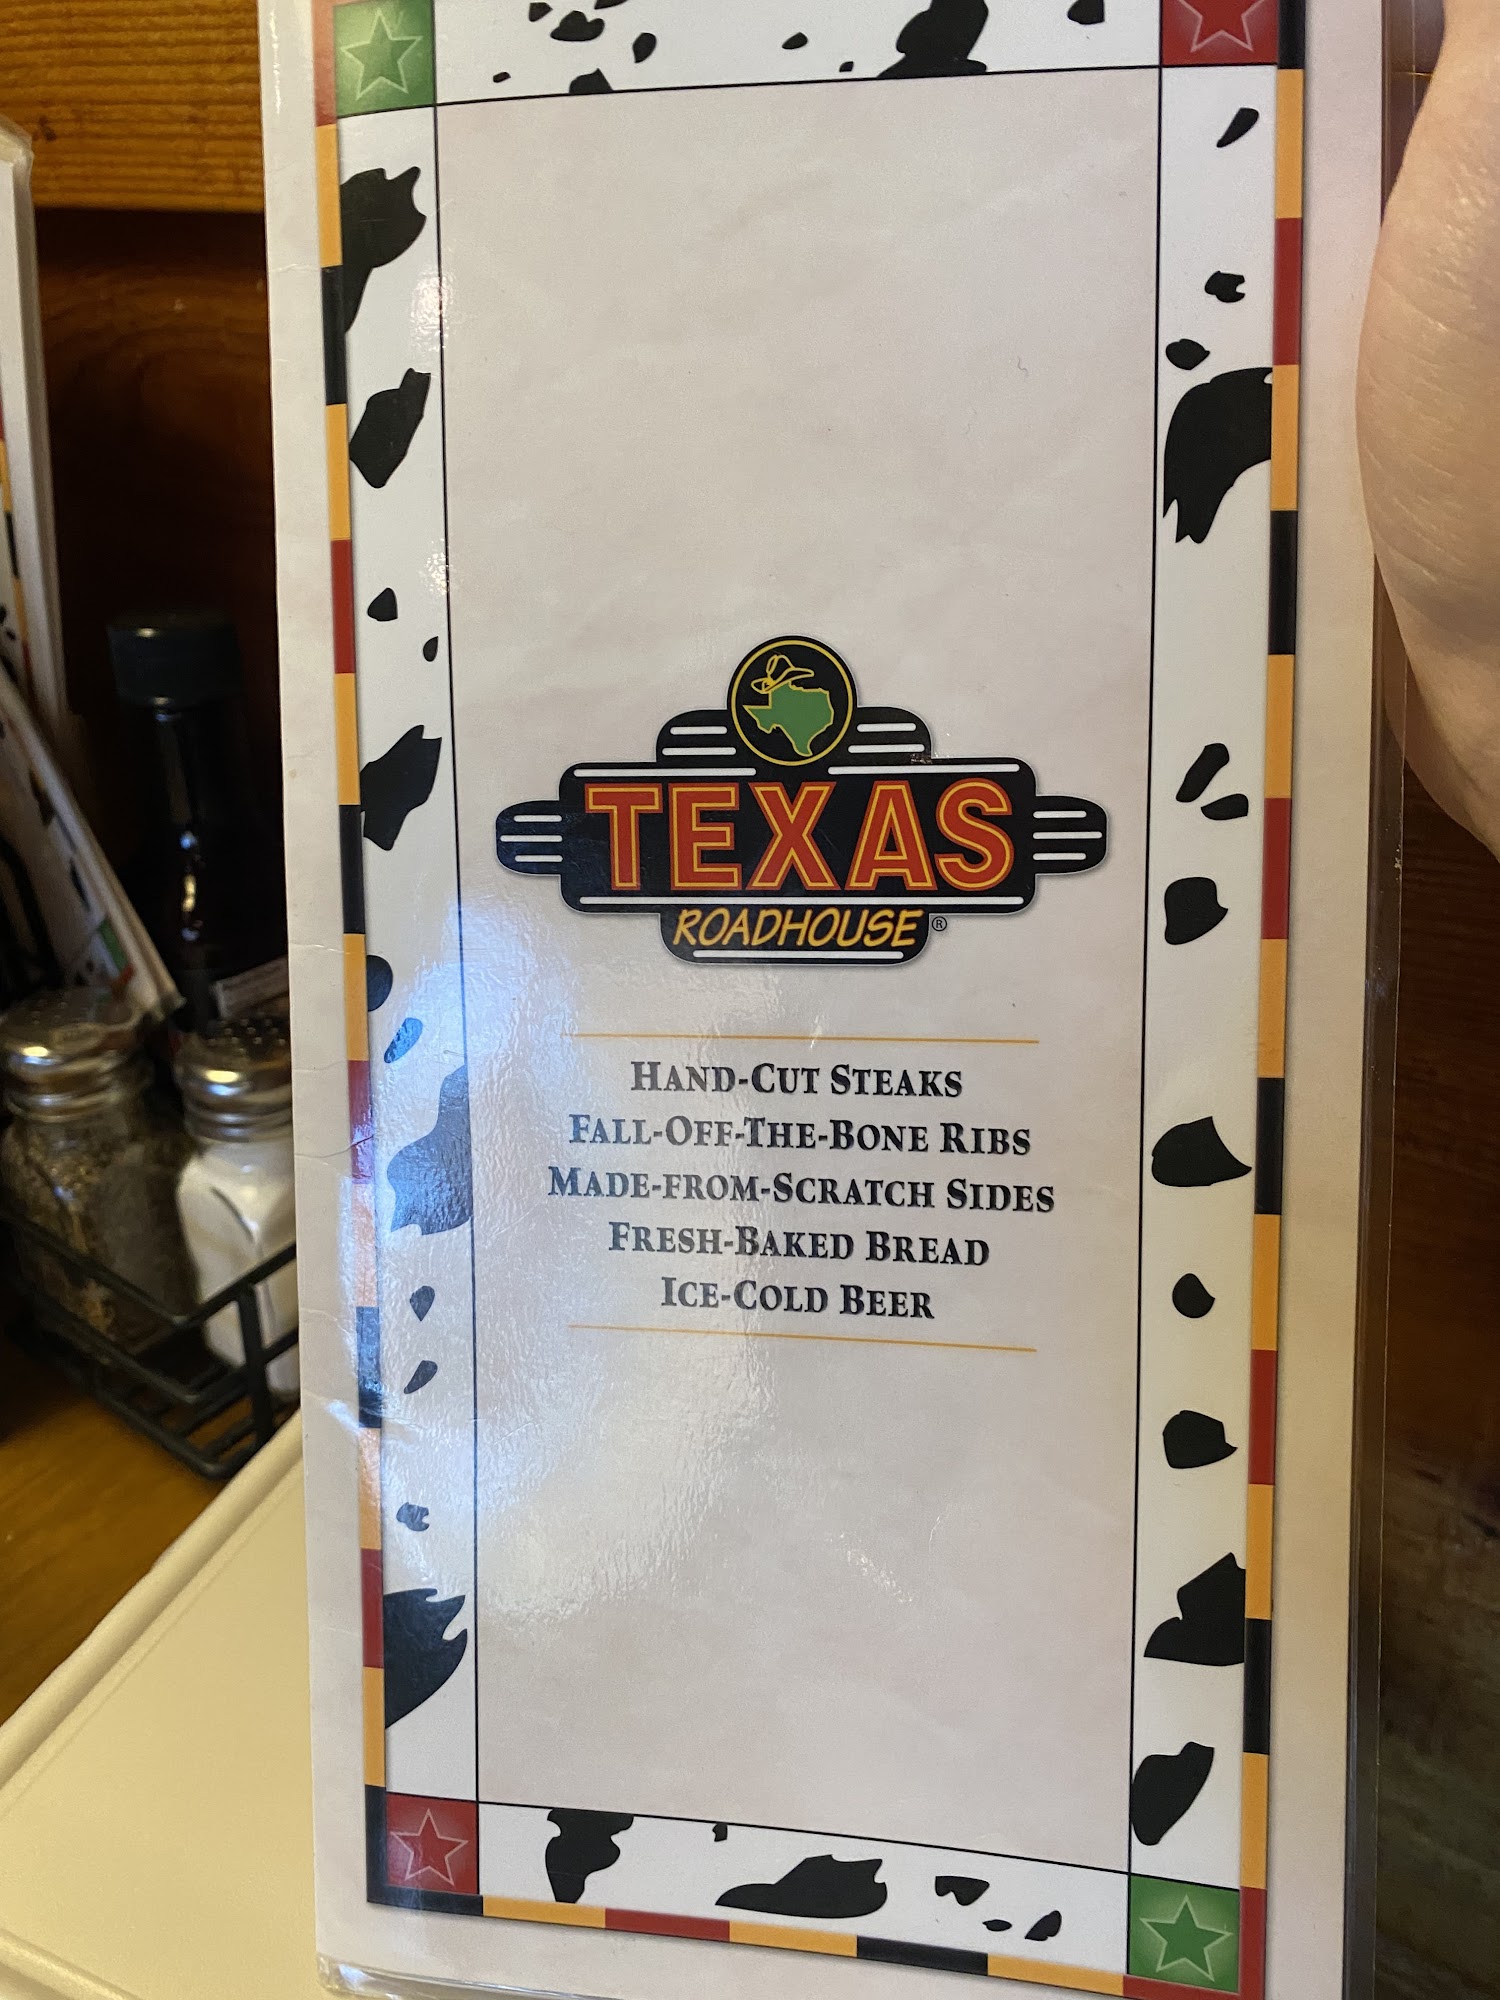 TEXAS
ROADHOUSE®
HAND-CUT STEAKS
FALL-OFF-THE-BONE RIBS
MADE-FROM-SCRATCH SIDES
FRESH-BAKED BREAD
ICE-COLD BEER